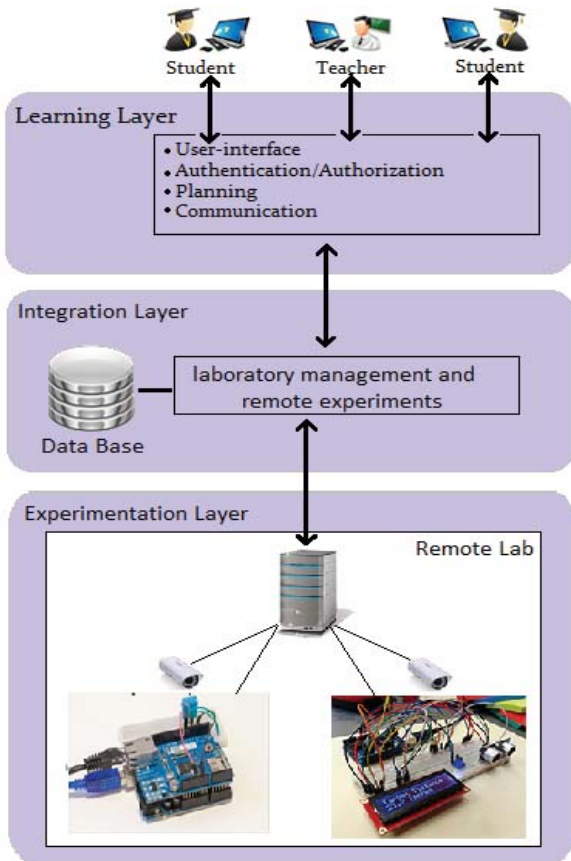 Student
Teacher
Student
Learning Layer
• User-interface
• Authentication/Authorization
• Planning
• Communication
Integration Layer
laboratory management and
remote experiments
Data Base
Experimentation Layer
Remote Lab